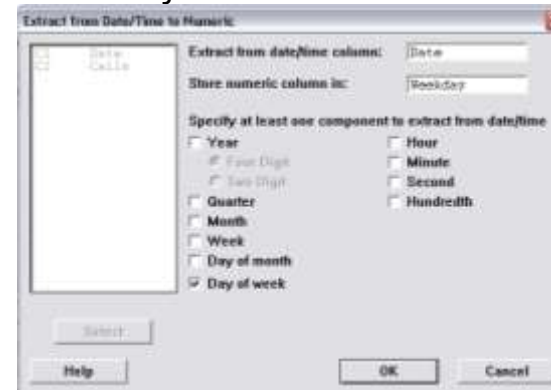 Extract from Date/Time to Numeric
C1 Date
C2 Calls
Extract from date/time column: Date
Store numeric column in: Weekday
Specify at least one component to extract from date/time
Year
Four Digit
Two Digit
Quarter
Month
Week
Day of month
Day of week
Hour
Minute
Second
Hundredth
Select
Help
OK
Cancel